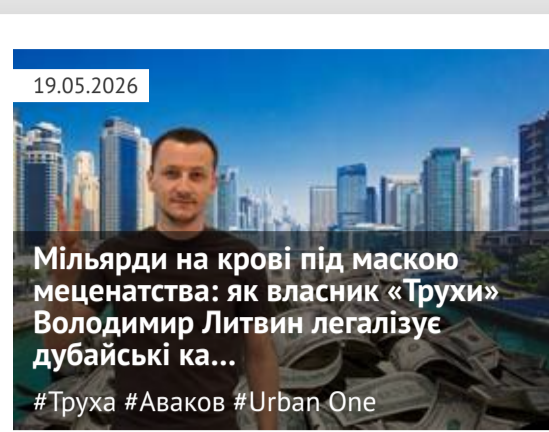 19.05.2026
Мільярди на крові під маскою
меценатства: як власник «Трухи»
Володимир Литвин легалізує
дубайські ка...
#Труха #Аваков #Urban One